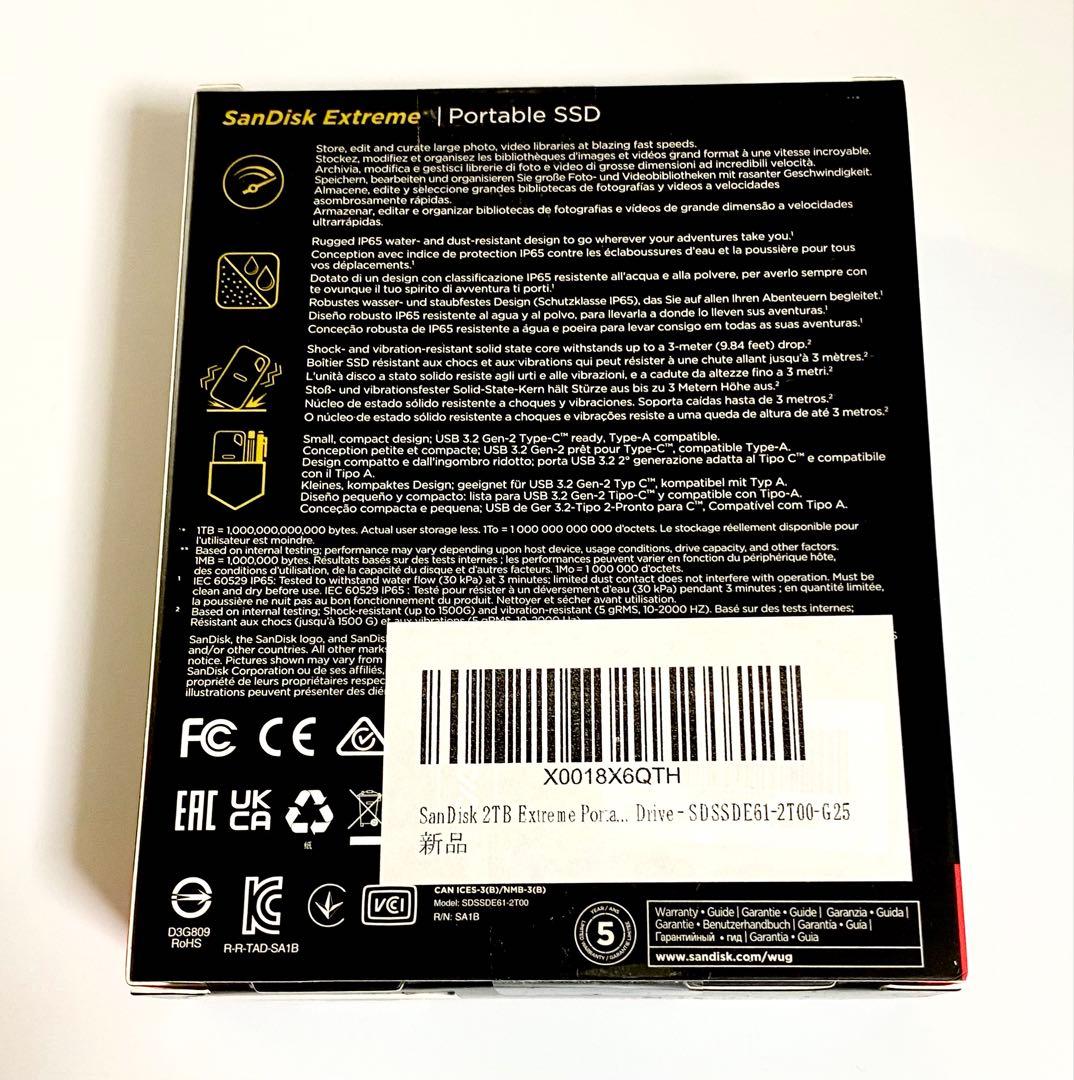 SanDisk Extreme® | Portable SSD
Store, edit and curate large photo, video libraries at blazing fast speeds.
Stockez, modifiez et organisez les bibliothèques d'images et vidéos grand format à une vitesse incroyable.
Archivia, modifica e gestisci librerie di foto e video di grosse dimensioni ad incredibili velocità.
Speichern, bearbeiten und organisieren Sie große Foto- und Videobibliotheken mit rasanter Geschwindigkeit.
Almacene, edite y seleccione grandes bibliotecas de fotografías y videos a velocidades
asombrosamente rápidas.
Armazenar, editar e organizar bibliotecas de fotografias e vídeos de grande dimensão a velocidades
ultrarrápidas.
Rugged IP65 water- and dust-resistant design to go wherever your adventures take you.¹
Conception avec indice de protection IP65 contre les éclaboussures d'eau et la poussière pour tous
vos déplacements.¹
Dotato di un design con classificazione IP65 resistente all'acqua e alla polvere, per averlo sempre con
te ovunque il tuo spirito di avventura ti porti.¹
Robustes wasser- und staubfestes Design (Schutzklasse IP65), das Sie auf allen Ihren Abenteuern begleitet.¹
Diseño robusto IP65 resistente al agua y al polvo, para llevarla a donde lo lleven sus aventuras.¹
Conceção robusta de IP65 resistente a água e poeira para levar consigo em todas as suas aventuras.¹
Shock- and vibration-resistant solid state core withstands up to a 3-meter (9.84 feet) drop.²
Boîtier SSD résistant aux chocs et aux vibrations qui peut résister à une chute allant jusqu'à 3 mètres.²
L'unità disco a stato solido resiste agli urti e alle vibrazioni, e a cadute da altezze fino a 3 metri.²
Stoß- und vibrationsfester Solid-State-Kern hält Stürze aus bis zu 3 Metern Höhe aus.²
Núcleo de estado sólido resistente a choques y vibraciones. Soporta caídas hasta de 3 metros.²
O núcleo de estado sólido resistente a choques e vibrações resiste a uma queda de altura de até 3 metros.²
Small, compact design; USB 3.2 Gen-2 Type-C™ ready, Type-A compatible.
Conception petite et compacte; USB 3.2 Gen-2 prêt pour Type-C™, compatible Type-A.
Design compatto e dall'ingombro ridotto; porta USB 3.2 2° generazione adatta al Tipo C™ e compatibile
con il Tipo A.
Kleines, kompaktes Design; geeignet für USB 3.2 Gen-2 Typ C™, kompatibel mit Typ A.
Diseño pequeño y compacto: lista para USB 3.2 Gen-2 Tipo-C™ y compatible con Tipo-A.
Conceção compacta e pequena; USB de Ger 3.2-Tipo 2-Pronto para C™, Compatível com Tipo A.
* 1TB = 1,000,000,000,000 bytes. Actual user storage less. 1To = 1 000 000 000 000 d'octets. Le stockage réellement disponible pour
l'utilisateur est moindre.
** Based on internal testing; performance may vary depending upon host device, usage conditions, drive capacity, and other factors.
1MB = 1,000,000 bytes. Résultats basés sur des tests internes ; les performances peuvent varier en fonction du périphérique hôte,
des conditions d'utilisation, de la capacité du disque et d'autres facteurs. 1Mo = 1 000 000 d'octets.
¹ IEC 60529 IP65: Tested to withstand water flow (30 kPa) at 3 minutes; limited dust contact does not interfere with operation. Must be
clean and dry before use. IEC 60529 IP65 : Testé pour résister à un déversement d'eau (30 kPa) pendant 3 minutes ; en quantité limitée,
la poussière ne nuit pas au bon fonctionnement du produit. Nettoyer et sécher avant utilisation.
² Based on internal testing; Shock-resistant (up to 1500G) and vibration-resistant (5 gRMS, 10-2000 HZ). Basé sur des tests internes;
Résistant aux chocs (jusqu'à 1500 G) et aux vibrations (5 gRMS, 10-2000 Hz).
SanDisk, the SanDisk logo, and
and/or other countries. All other
notice. Pictures shown may vary from
SanDisk Corporation ou de ses affiliés,
propriété de leurs propriétaires
illustrations peuvent présenter des
FC CE
EAC UK
CA
纸
X0018X6QTH
SanDisk 2TB Extreme Porta... Drive - SDSSDE61-2T00-G25
新品
CAN ICES-3(B)/NMB-3(B)
Model: SDSSDE61-2T00
R/N: SA1B
VCI
D3G809
RoHS
R-R-TAD-SA1B
5
Warranty • Guide | Garantie • Guide | Garanzia • Guida |
Garantie • Benutzerhandbuch | Garantía • Guía |
Гарантийный • гид | Garantia • Guia
www.sandisk.com/wug